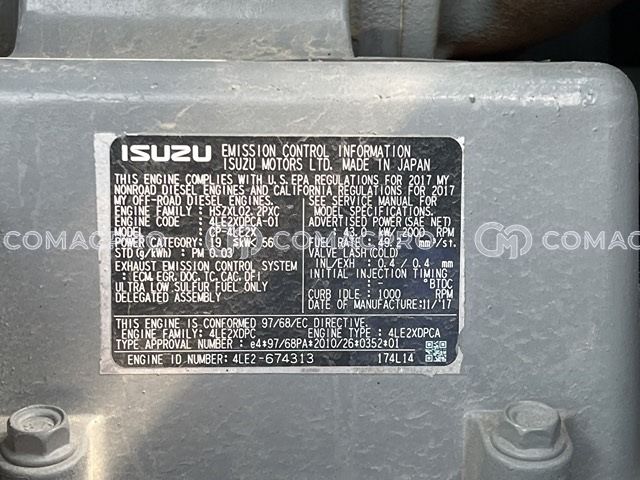 ISUZU EMISSION CONTROL INFORMATION
ISUZU MOTORS LTD. MADE IN JAPAN
THIS ENGINE COMPLIES WITH U.S.EPA REGULATIONS FOR 2017 MY
NONROAD DIESEL ENGINES AND CALIFORNIA REGULATIONS FOR 2017
MY OFF-ROAD DIESEL ENGINES.
ENGINE FAMILY : HSZXL02.2PXC
ENGINE CODE : 4LE2XDPCA-01
CP-4LE2X
POWER CATEGORY : 19 ≤kW< 56
STD (g/kWh) : PM 0.03
EXHAUST EMISSION CONTROL SYSTEM
: ECM,EGR,DOC,TC,CAC,DFI
ULTRA LOW SULFUR FUEL ONLY
DELEGATED ASSEMBLY
SEE SERVICE MANUAL FOR
MODEL SPECIFICATIONS.
ADVERTISED POWER(SAE NET)
: 43.0 kW/ 2000 RPM
FUEL RATE: 49.2 mm³/st.
VALVE LASH(COLD)
INL/EXH : 0.4 / 0.4 mm
INITIAL INJECTION TIMING
: - °BTDC
CURB IDLE : 1000 RPM
DATE OF MANUFACTURE:11/'17
THIS ENGINE IS CONFORMED 97/68/EC DIRECTIVE
ENGINE FAMILY: 4LE2XDPC ENGINE TYPE : 4LE2XDPCA
TYPE APPROVAL NUMBER : e4*97/68PA*2010/26*0352*01
ENGINE ID NUMBER: 4LE2-674313 174L14
COMACPRO
COMACPRO
COMACPRO